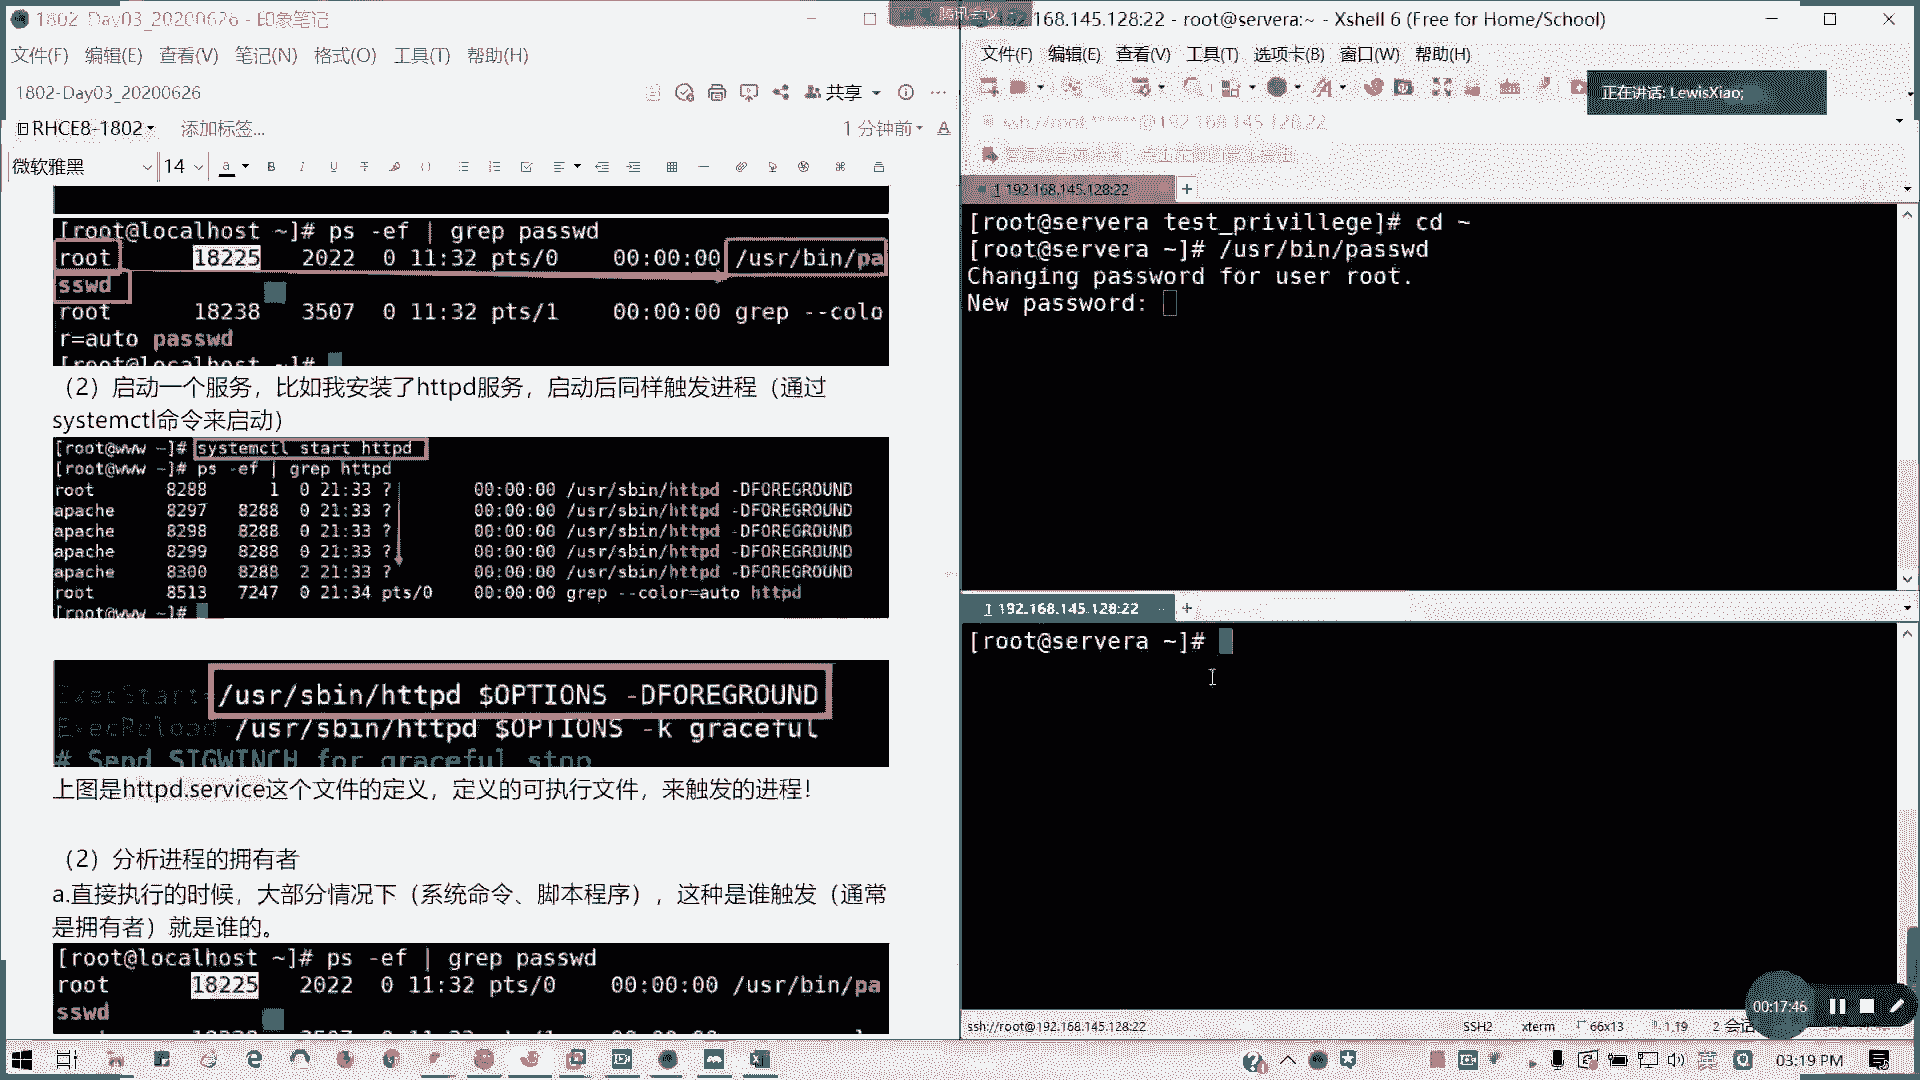 1802-Day03_20200626 - 印象笔记
文件(F) 编辑(E) 查看(V) 笔记(N) 格式(O) 工具(T) 帮助(H)
1802-Day03_20200626
共享
RHCE8-1802 添加标签...
1 分钟前
微软雅黑 14
[root@localhost ~]# ps -ef | grep passwd
root 18225 2022 0 11:32 pts/0 00:00:00 /usr/bin/pa
sswd
root 18238 3507 0 11:32 pts/1 00:00:00 grep --colo
r=auto passwd
[root@localhost ~]#
（2）启动一个服务，比如我安装了httpd服务，启动后同样触发进程（通过
systemctl命令来启动）
[root@www ~]# systemctl start httpd
[root@www ~]# ps -ef | grep httpd
root 8288 1 0 21:33 ? 00:00:00 /usr/sbin/httpd -DFOREGROUND
apache 8297 8288 0 21:33 ? 00:00:00 /usr/sbin/httpd -DFOREGROUND
apache 8298 8288 0 21:33 ? 00:00:00 /usr/sbin/httpd -DFOREGROUND
apache 8299 8288 0 21:33 ? 00:00:00 /usr/sbin/httpd -DFOREGROUND
apache 8300 8288 2 21:33 ? 00:00:00 /usr/sbin/httpd -DFOREGROUND
root 8513 7247 0 21:34 pts/0 00:00:00 grep --color=auto httpd
[root@www ~]#
ExecStart= /usr/sbin/httpd $OPTIONS -DFOREGROUND
ExecReload /usr/sbin/httpd $OPTIONS -k graceful
# Send SIGWINCH for graceful stop
上图是httpd.service这个文件的定义，定义的可执行文件，来触发的进程！
（2）分析进程的拥有者
a.直接执行的时候，大部分情况下（系统命令、脚本程序），这种是谁触发（通常
是拥有者）就是谁的。
[root@localhost ~]# ps -ef | grep passwd
root 18225 2022 0 11:32 pts/0 00:00:00 /usr/bin/pa
sswd
腾讯会议
192.168.145.128:22 - root@servera:~ - Xshell 6 (Free for Home/School)
文件(F) 编辑(E) 查看(V) 工具(T) 选项卡(B) 窗口(W) 帮助(H)
正在讲话: LewisXiao;
ssh://root:******@192.168.145.128:22
1 192.168.145.128:22
[root@servera test_privillege]# cd ~
[root@servera ~]# /usr/bin/passwd
Changing password for user root.
New password:
1 192.168.145.128:22
[root@servera ~]#
ssh://root@192.168.145.128:22 SSH2 xterm 66x13 1,19 2 会话
00:17:46
英
03:19 PM